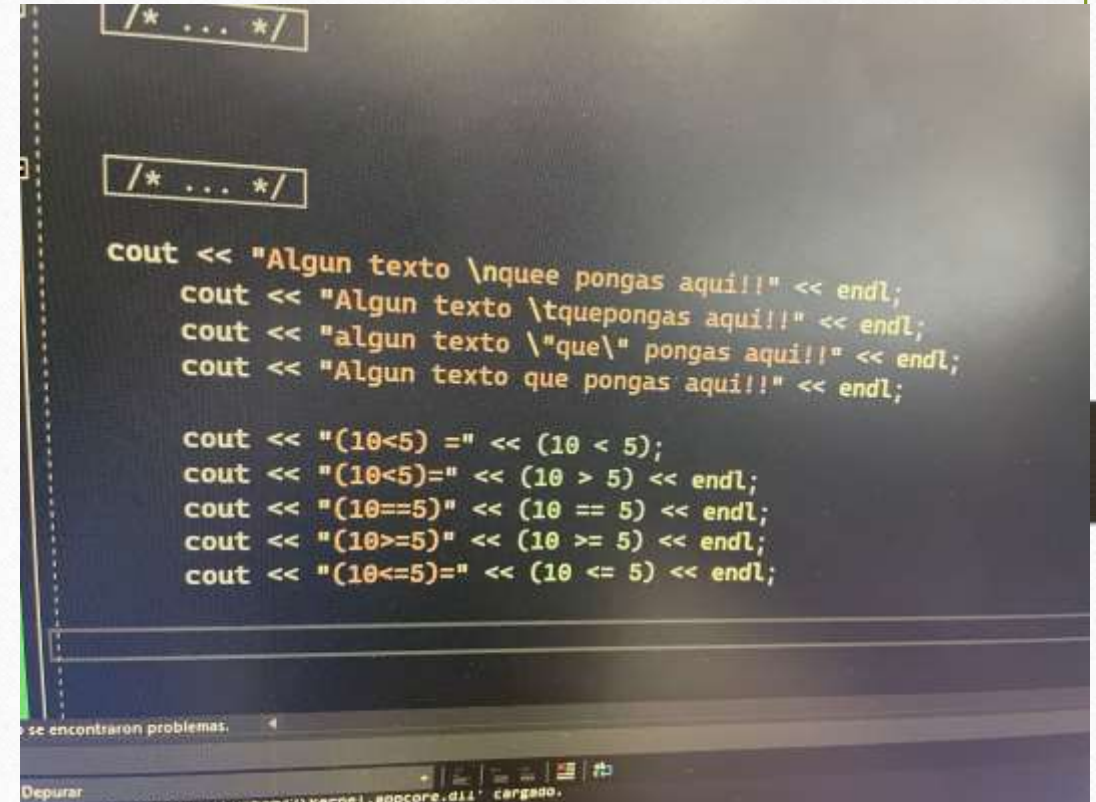 /* ... */
/* ... */
cout << "Algun texto \nquee pongas aqui!!" << endl;
cout << "Algun texto \tquepongas aqui!!" << endl;
cout << "algun texto \"que\" pongas aqui!!" << endl;
cout << "Algun texto que pongas aqui!!" << endl;
cout << "(10<5) =" << (10 < 5);
cout << "(10<5)=" << (10 > 5) << endl;
cout << "(10==5)" << (10 == 5) << endl;
cout << "(10>=5)" << (10 >= 5) << endl;
cout << "(10<=5)=" << (10 <= 5) << endl;
se encontraron problemas.
Depurar
cargado.